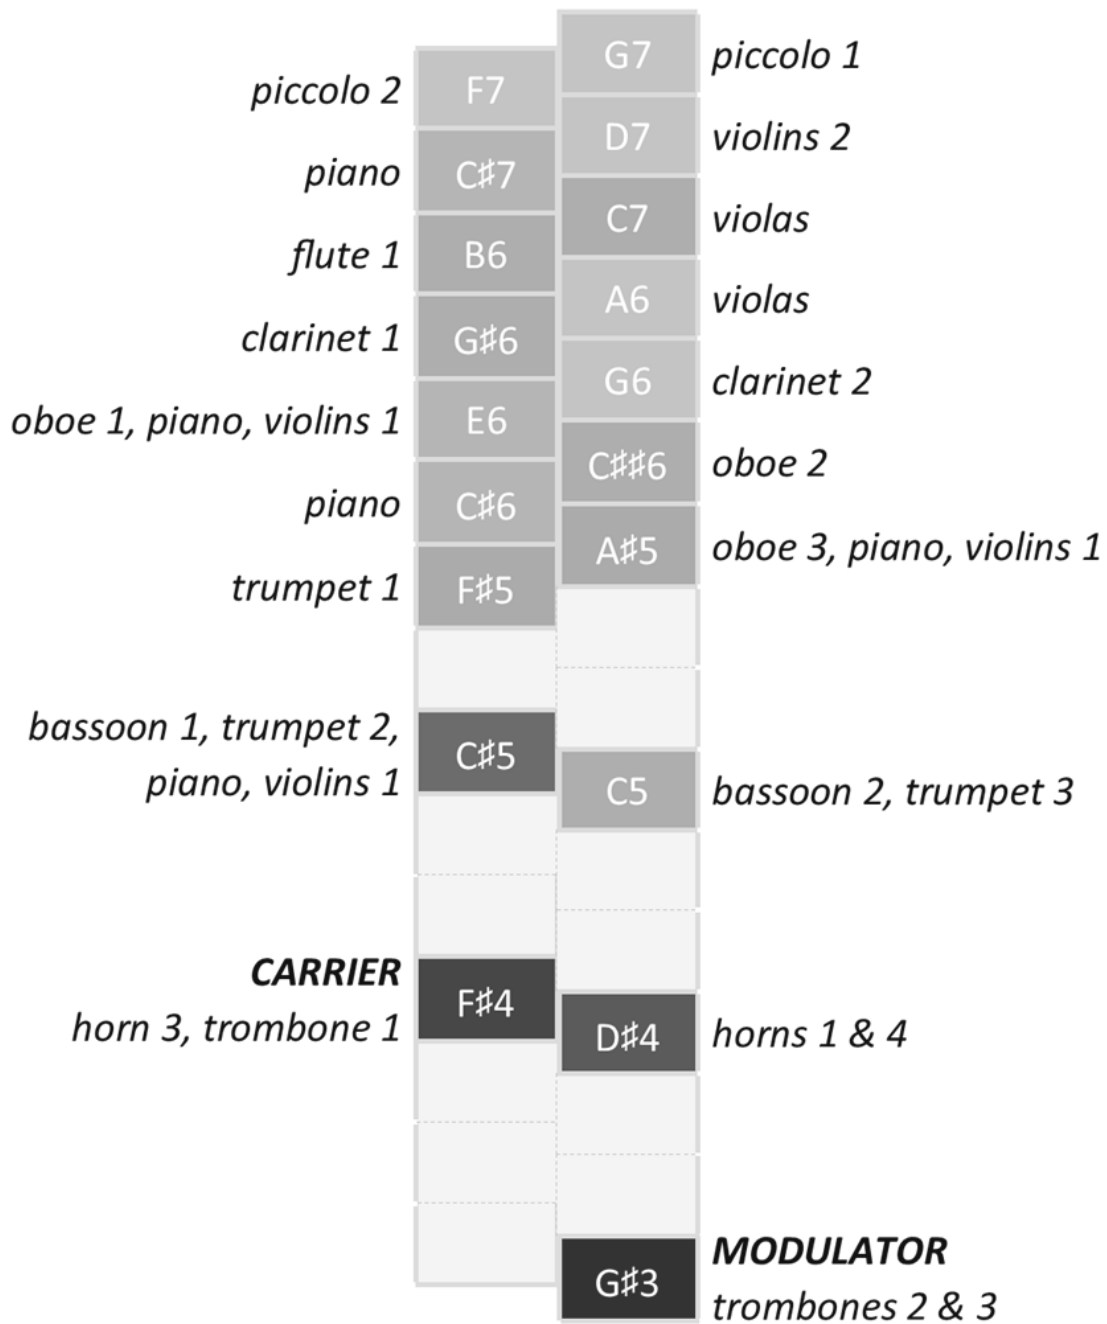 G7 piccolo 1
piccolo 2 F7
D7 violins 2
piano C♯7
C7 violas
flute 1 B6
A6 violas
clarinet 1 G♯6
G6 clarinet 2
oboe 1, piano, violins 1 E6
C♯♯6 oboe 2
piano C♯6
A♯5 oboe 3, piano, violins 1
trumpet 1 F♯5
bassoon 1, trumpet 2,
C♯5
piano, violins 1
C5 bassoon 2, trumpet 3
CARRIER
F♯4
horn 3, trombone 1
D♯4 horns 1 & 4
MODULATOR
G♯3
trombones 2 & 3